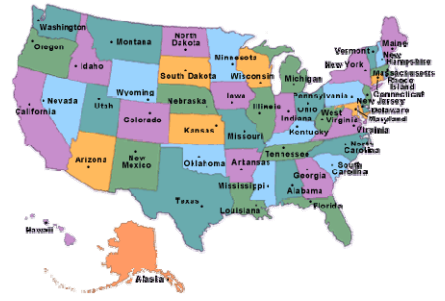 Washington
Oregon
California
Nevada
Idaho
Montana
Wyoming
Utah
Arizona
Colorado
New
Mexico
North
Dakota
South Dakota
Nebraska
Kansas
Oklahoma
Texas
Minnesota
Iowa
Missouri
Arkansas
Louisiana
Wisconsin
Illinois
Mississippi
Michigan
Indiana
Ohio
Kentucky
Tennessee
Alabama
Georgia
Florida
South
Carolina
North
Carolina
Virginia
West
Virginia
Pennsylvania
New York
Vermont
Maine
New
Hampshire
Massachusetts
Rhode
Island
Connecticut
New Jersey
Delaware
Maryland
Hawaii
Alaska